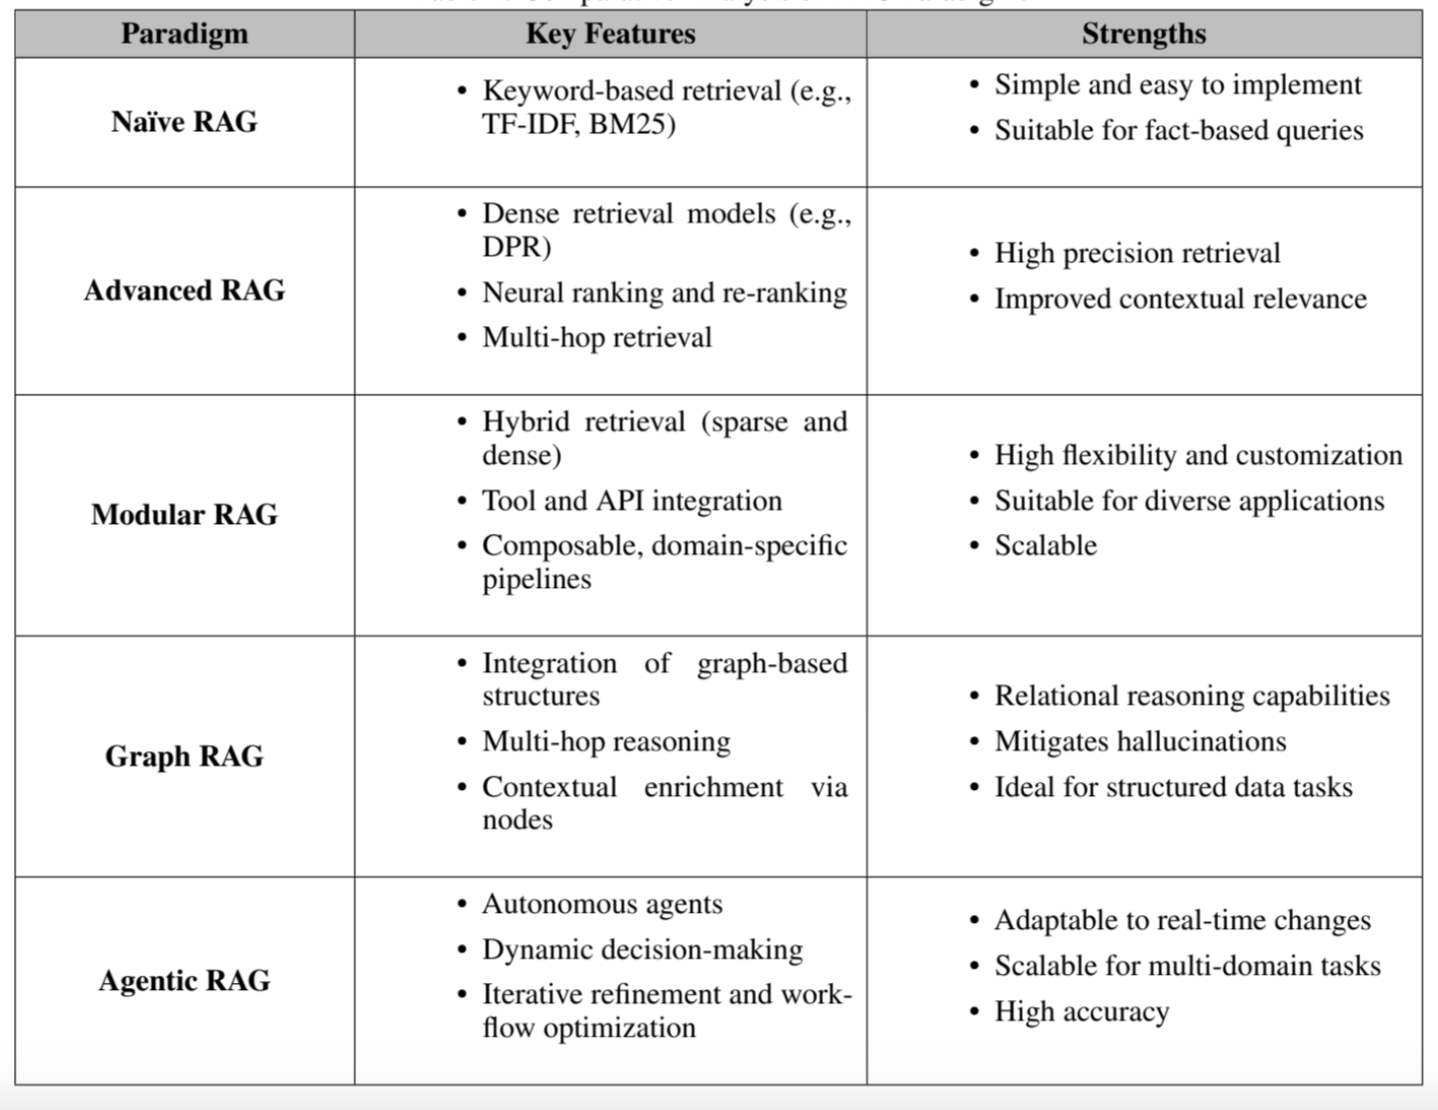 Paradigm
Key Features
Strengths
Naïve RAG
• Keyword-based retrieval (e.g.,
TF-IDF, BM25)
• Simple and easy to implement
• Suitable for fact-based queries
Advanced RAG
• Dense retrieval models (e.g.,
DPR)
• Neural ranking and re-ranking
• Multi-hop retrieval
• High precision retrieval
• Improved contextual relevance
Modular RAG
• Hybrid retrieval (sparse and
dense)
• Tool and API integration
• Composable, domain-specific
pipelines
• High flexibility and customization
• Suitable for diverse applications
• Scalable
Graph RAG
• Integration of graph-based
structures
• Multi-hop reasoning
• Contextual enrichment via
nodes
• Relational reasoning capabilities
• Mitigates hallucinations
• Ideal for structured data tasks
Agentic RAG
• Autonomous agents
• Dynamic decision-making
• Iterative refinement and work-
flow optimization
• Adaptable to real-time changes
• Scalable for multi-domain tasks
• High accuracy